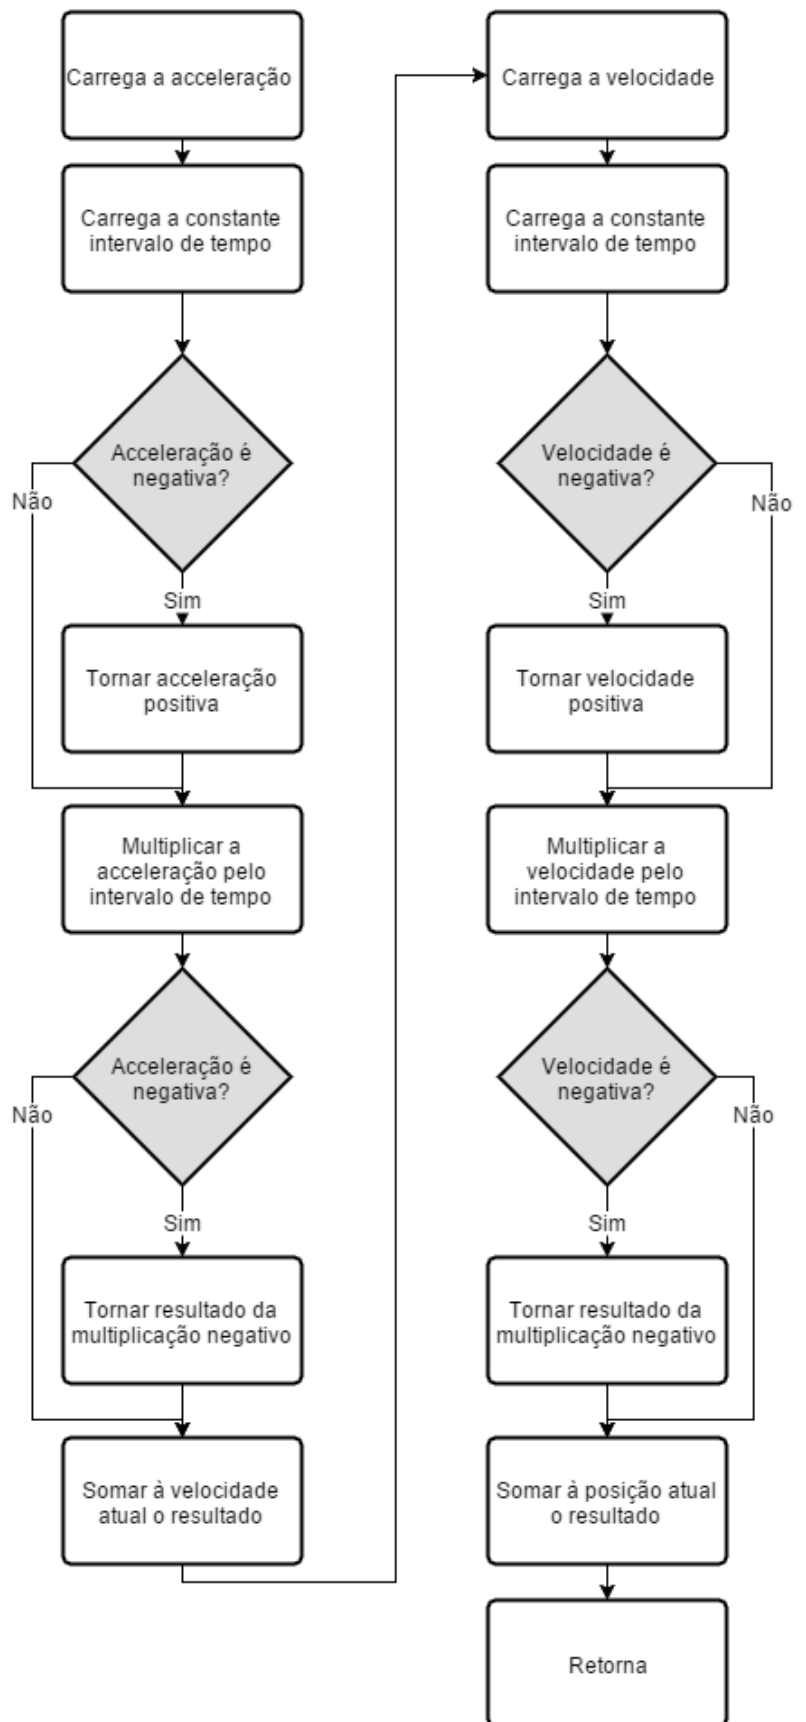 Carrega a acceleração
Carrega a constante
intervalo de tempo
Acceleração é
negativa?
Não
Sim
Tornar acceleração
positiva
Multiplicar a
acceleração pelo
intervalo de tempo
Acceleração é
negativa?
Não
Sim
Tornar resultado da
multiplicação negativo
Somar à velocidade
atual o resultado
Carrega a velocidade
Carrega a constante
intervalo de tempo
Velocidade é
negativa?
Não
Sim
Tornar velocidade
positiva
Multiplicar a
velocidade pelo
intervalo de tempo
Velocidade é
negativa?
Não
Sim
Tornar resultado da
multiplicação negativo
Somar à posição atual
o resultado
Retorna